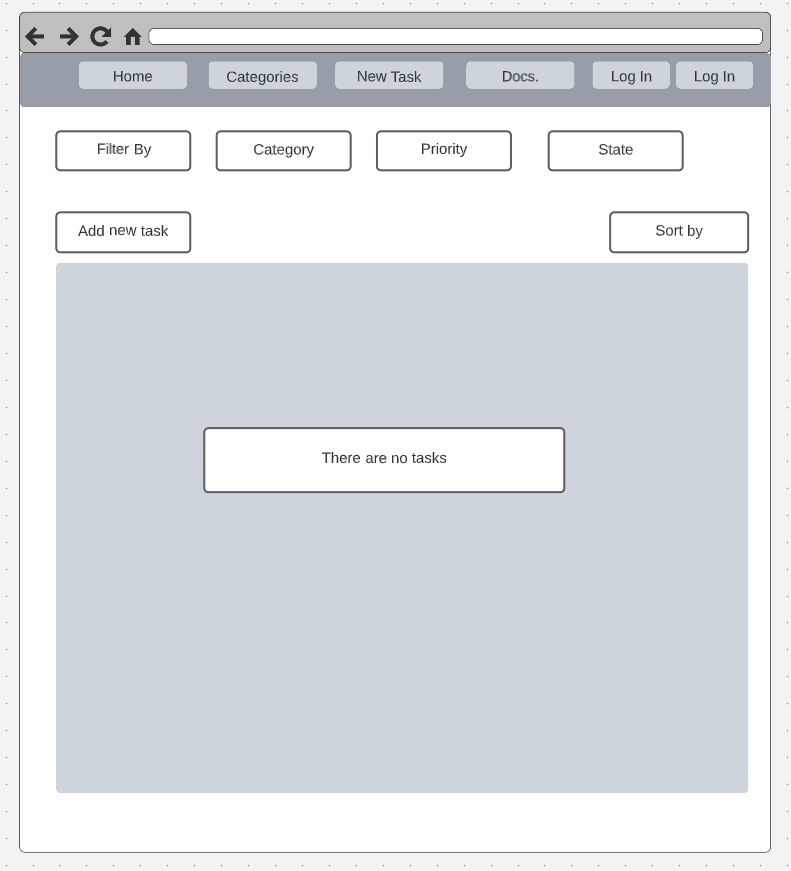 Home
Categories
New Task
Docs.
Log In
Log In
Filter By
Category
Priority
State
Add new task
Sort by
There are no tasks